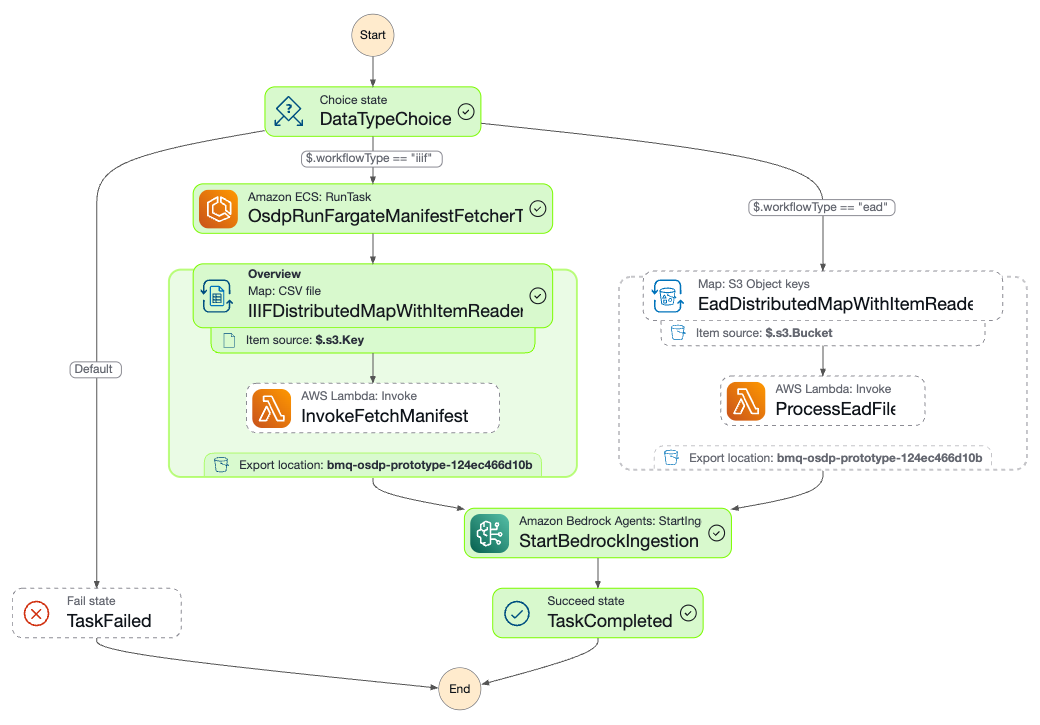 Start
Choice state
DataTypeChoice
$.workflowType == "iiif"
Amazon ECS: RunTask
OsdpRunFargateManifestFetcherT
$.workflowType == "ead"
Overview
Map: CSV file
IIIFDistributedMapWithItemReader
Item source: $.s3.Key
Map: S3 Object keys
EadDistributedMapWithItemReade
Item source: $.s3.Bucket
Default
AWS Lambda: Invoke
InvokeFetchManifest
AWS Lambda: Invoke
ProcessEadFile
Export location: bmq-osdp-prototype-124ec466d10b
Export location: bmq-osdp-prototype-124ec466d10b
Amazon Bedrock Agents: StartIng
StartBedrockIngestion
Fail state
TaskFailed
Succeed state
TaskCompleted
End